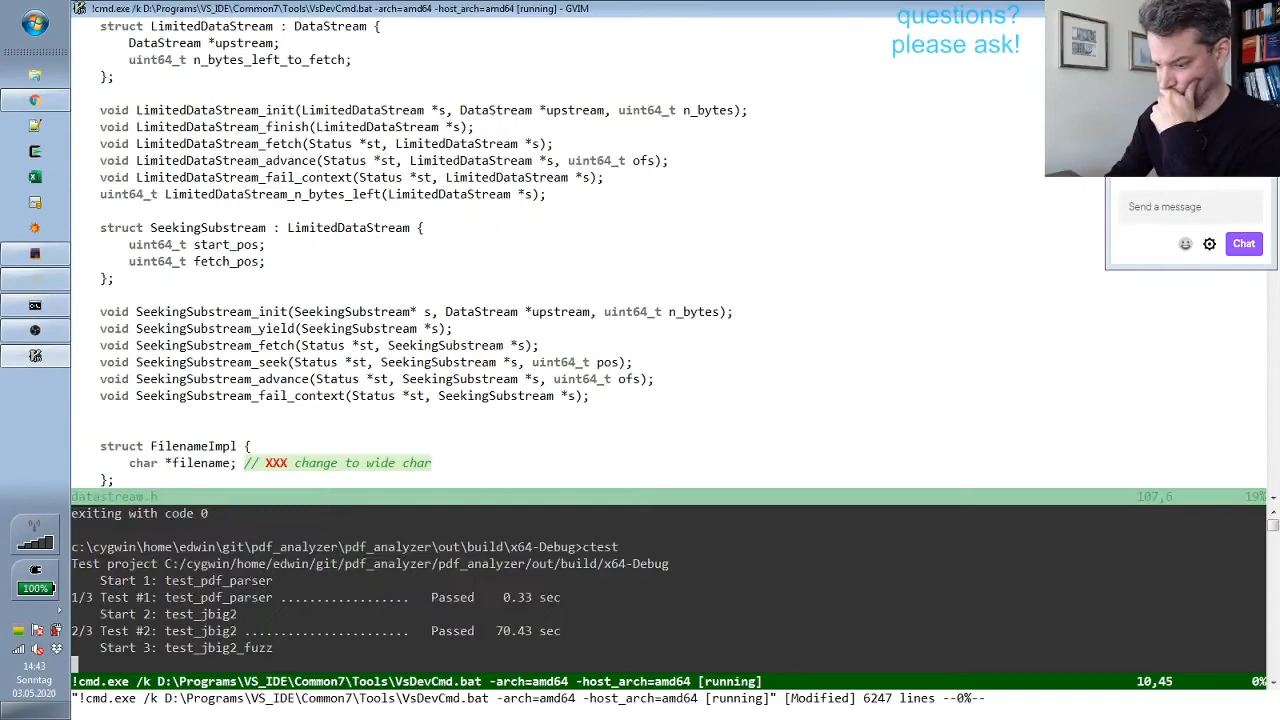 !cmd.exe /k D:\Programs\VS_IDE\Common7\Tools\VsDevCmd.bat -arch=amd64 -host_arch=amd64 [running] - GVIM
questions?
please ask!
struct LimitedDataStream : DataStream {
DataStream *upstream;
uint64_t n_bytes_left_to_fetch;
};
void LimitedDataStream_init(LimitedDataStream *s, DataStream *upstream, uint64_t n_bytes);
void LimitedDataStream_finish(LimitedDataStream *s);
void LimitedDataStream_fetch(Status *st, LimitedDataStream *s);
void LimitedDataStream_advance(Status *st, LimitedDataStream *s, uint64_t ofs);
void LimitedDataStream_fail_context(Status *st, LimitedDataStream *s);
uint64_t LimitedDataStream_n_bytes_left(LimitedDataStream *s);
struct SeekingSubstream : LimitedDataStream {
uint64_t start_pos;
uint64_t fetch_pos;
};
void SeekingSubstream_init(SeekingSubstream* s, DataStream *upstream, uint64_t n_bytes);
void SeekingSubstream_yield(SeekingSubstream *s);
void SeekingSubstream_fetch(Status *st, SeekingSubstream *s);
void SeekingSubstream_seek(Status *st, SeekingSubstream *s, uint64_t pos);
void SeekingSubstream_advance(Status *st, SeekingSubstream *s, uint64_t ofs);
void SeekingSubstream_fail_context(Status *st, SeekingSubstream *s);
struct FilenameImpl {
char *filename; // XXX change to wide char
};
datastream.h 107,6 19%
exiting with code 0
c:\cygwin\home\edwin\git\pdf_analyzer\pdf_analyzer\out\build\x64-Debug>ctest
Test project C:/cygwin/home/edwin/git/pdf_analyzer/pdf_analyzer/out/build/x64-Debug
Start 1: test_pdf_parser
1/3 Test #1: test_pdf_parser .................. Passed 0.33 sec
Start 2: test_jbig2
2/3 Test #2: test_jbig2 ....................... Passed 70.43 sec
Start 3: test_jbig2_fuzz
!cmd.exe /k D:\Programs\VS_IDE\Common7\Tools\VsDevCmd.bat -arch=amd64 -host_arch=amd64 [running] 10,45 0%
"!cmd.exe /k D:\Programs\VS_IDE\Common7\Tools\VsDevCmd.bat -arch=amd64 -host_arch=amd64 [running]" [Modified] 6247 lines --0%--
Send a message
Chat
100%
14:43
Sonntag
03.05.2020